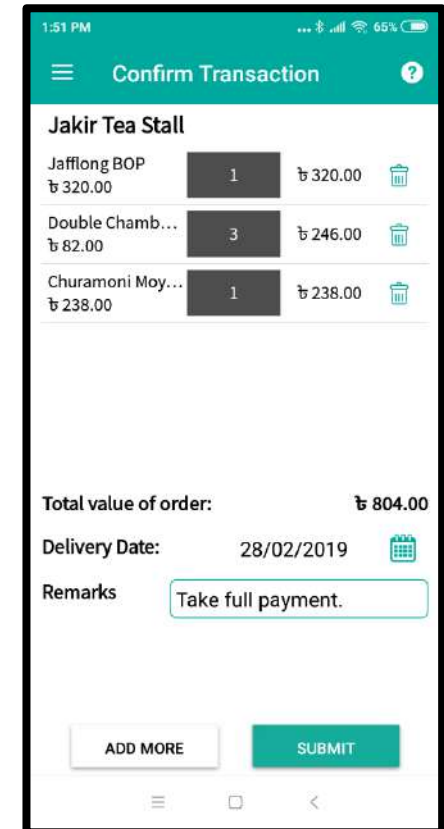 1:51 PM ... 65%
Confirm Transaction ?
Jakir Tea Stall
Jafflong BOP
৳ 320.00 1 ৳ 320.00
Double Chamb...
৳ 82.00 3 ৳ 246.00
Churamoni Moy...
৳ 238.00 1 ৳ 238.00
Total value of order: ৳ 804.00
Delivery Date: 28/02/2019
Remarks Take full payment.
ADD MORE SUBMIT